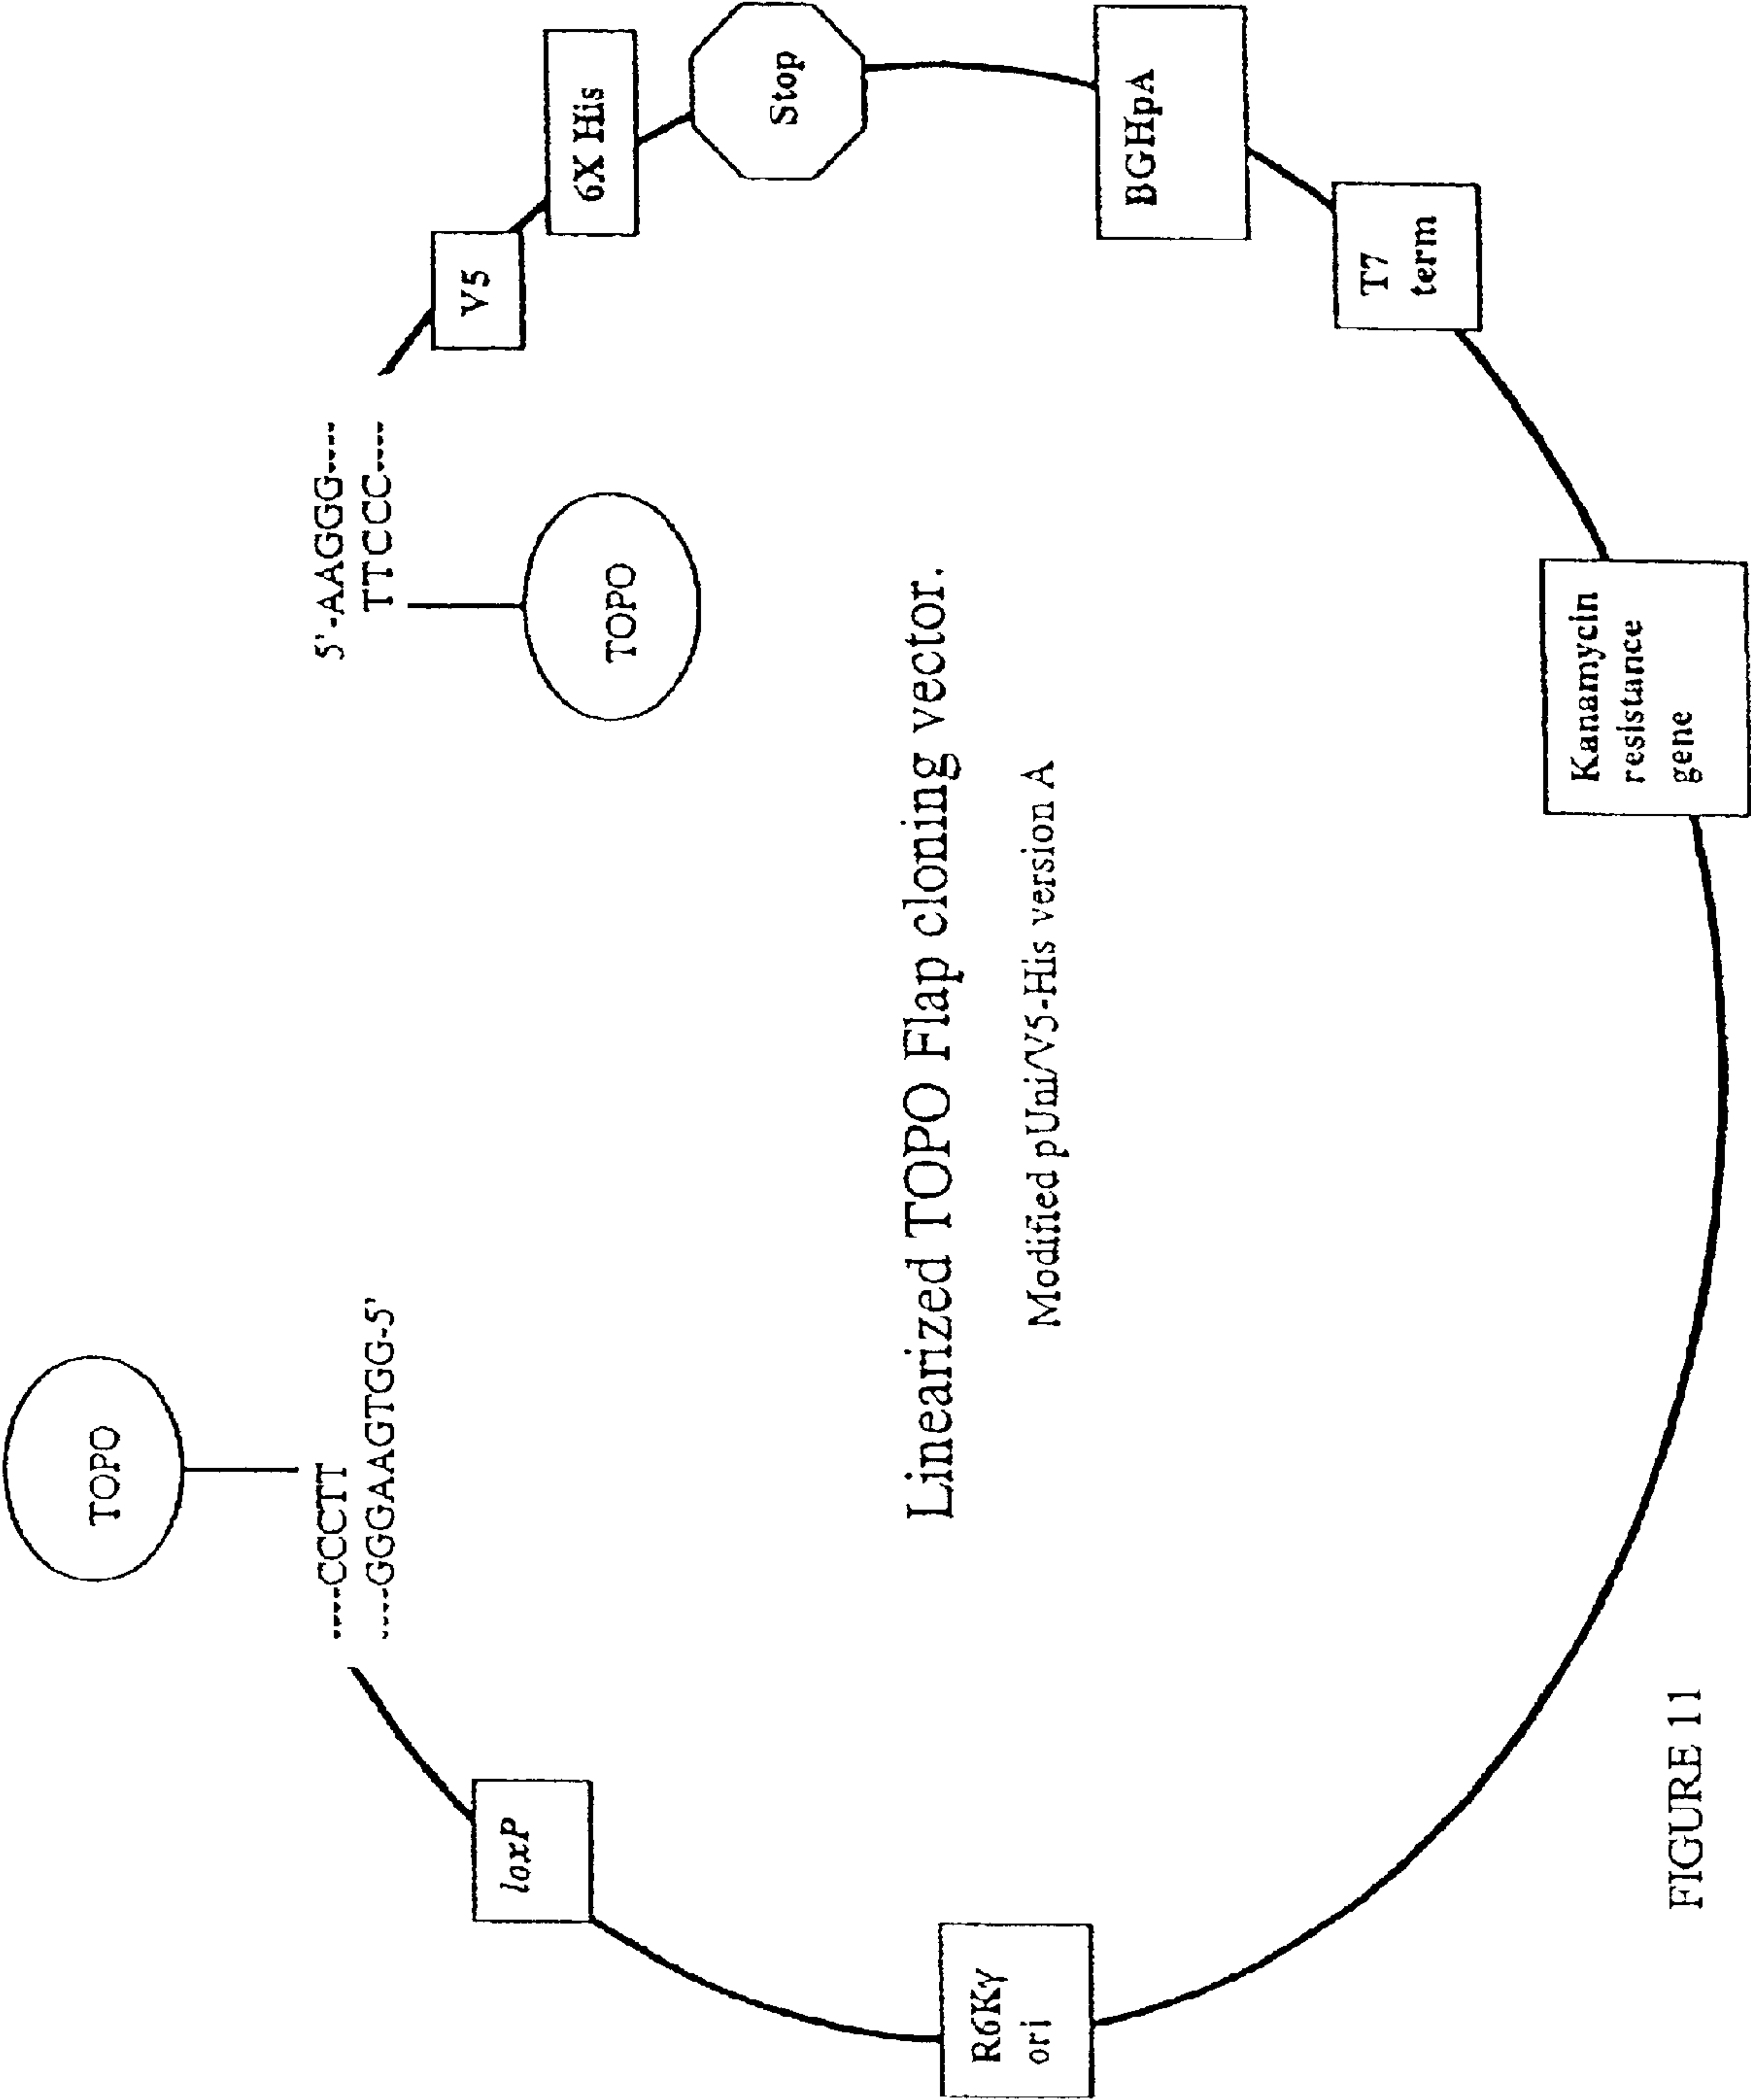 TOPO
----CCCTT
----GGGAAGTGG-5'
5'-AAGGG----
TTCCC----
TOPO
loxP
V5
6X His
Stop
R6Kγ
ori
Linearized TOPO Flap cloning vector.
Modified pUni/V5-His version A
BGHpA
T7
term
Kanamycin
resistance
gene
FIGURE 11